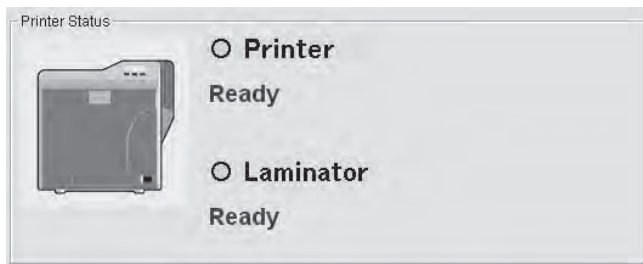 Printer Status
Printer
Ready
Laminator
Ready